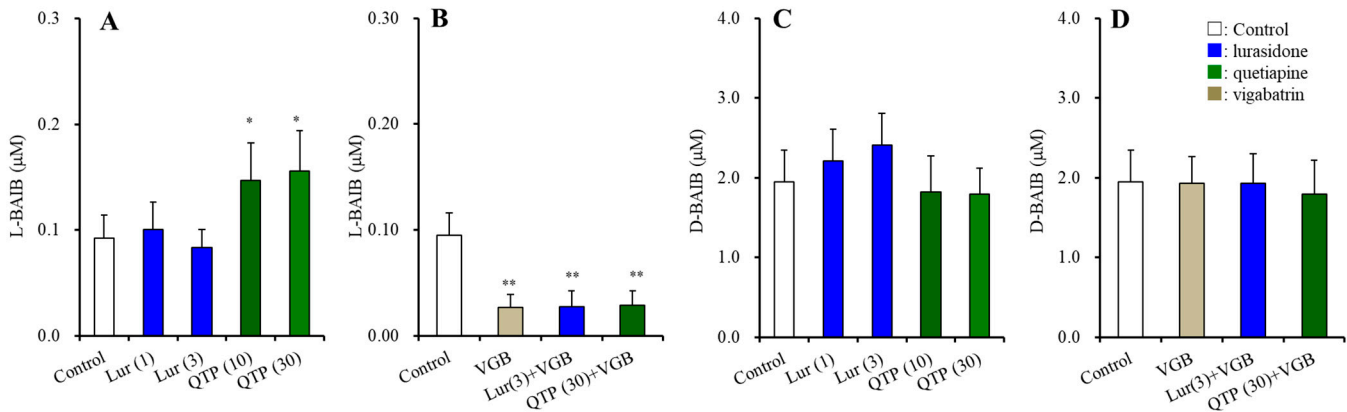 A
0.3
0.2
0.1
0.0
L-BAIB (µM)
*
*
Control
Lur (1)
Lur (3)
QTP (10)
QTP (30)
B
0.30
0.20
0.10
0.00
L-BAIB (µM)
**
**
**
Control
VGB
Lur(3)+VGB
QTP (30)+VGB
C
4.0
3.0
2.0
1.0
0.0
D-BAIB (µM)
Control
Lur (1)
Lur (3)
QTP (10)
QTP (30)
D
4.0
3.0
2.0
1.0
0.0
D-BAIB (µM)
: Control
: lurasidone
: quetiapine
: vigabatrin
Control
VGB
Lur(3)+VGB
QTP (30)+VGB